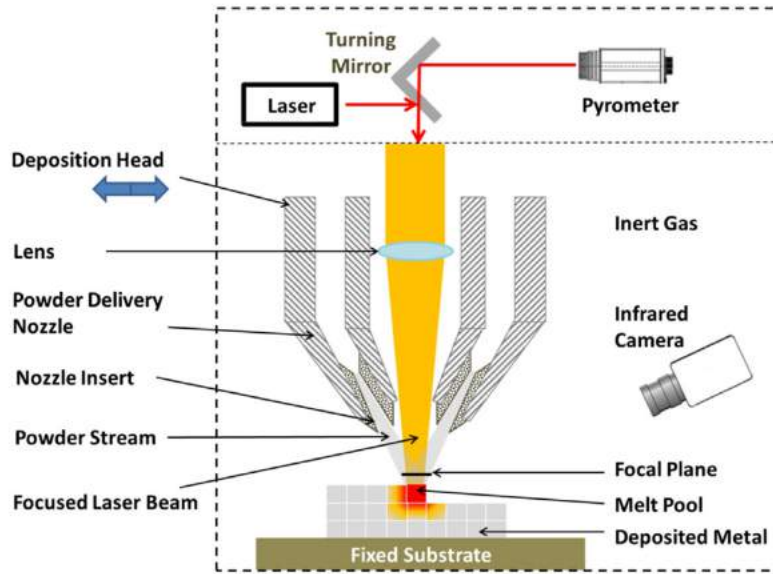 Turning
Mirror
Laser
Pyrometer
Deposition Head
Inert Gas
Lens
Powder Delivery
Nozzle
Infrared
Camera
Nozzle Insert
Powder Stream
Focal Plane
Focused Laser Beam
Melt Pool
Deposited Metal
Fixed Substrate